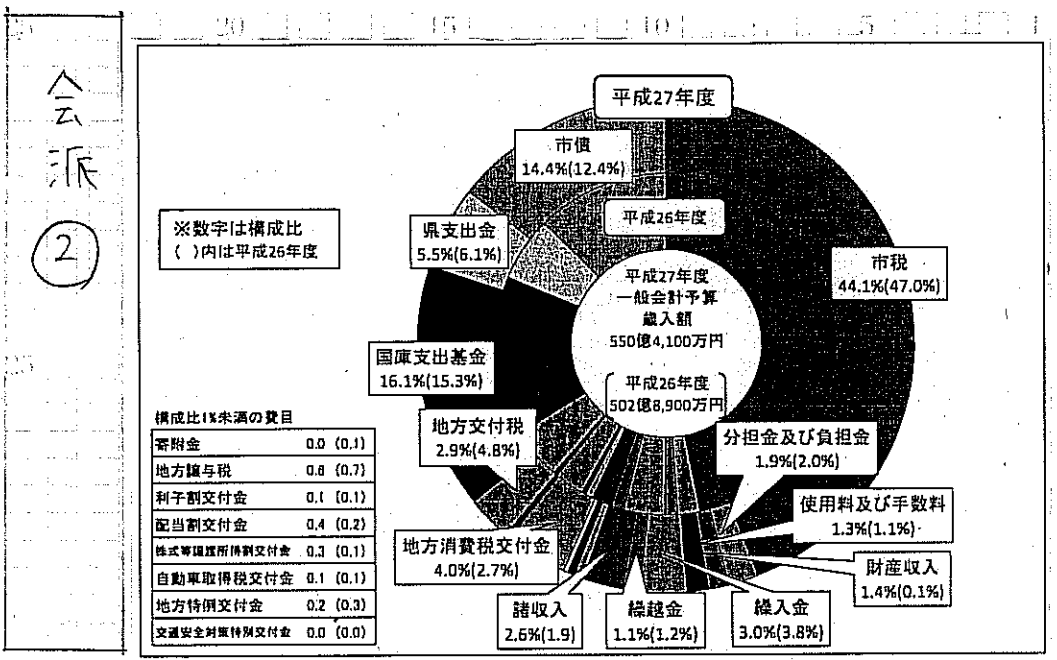 25 20 15 10 5 1
会派
②
25
平成27年度
市債
14.4%(12.4%)
平成26年度
県支出金
5.5%(6.1%)
※数字は構成比
( )内は平成26年度
市税
44.1%(47.0%)
平成27年度
一般会計予算
歳入額
550億4,100万円
平成26年度
502億8,900万円
国庫支出基金
16.1%(15.3%)
地方交付税
2.9%(4.8%)
分担金及び負担金
1.9%(2.0%)
使用料及び手数料
1.3%(1.1%)
財産収入
1.4%(0.1%)
地方消費税交付金
4.0%(2.7%)
諸収入
2.6%(1.9)
繰越金
1.1%(1.2%)
繰入金
3.0%(3.8%)
構成比1%未満の費目
寄附金 0.0 (0.1)
地方譲与税 (0.7)
利子割交付金 0.1 (0.1)
配当割交付金 0.4 (0.2)
株式等譲渡所得割交付金 0.3 (0.1)
自動車取得税交付金 0.1 (0.1)
地方特例交付金 0.2 (0.3)
交通安全対策特別交付金 0.0 (0.0)